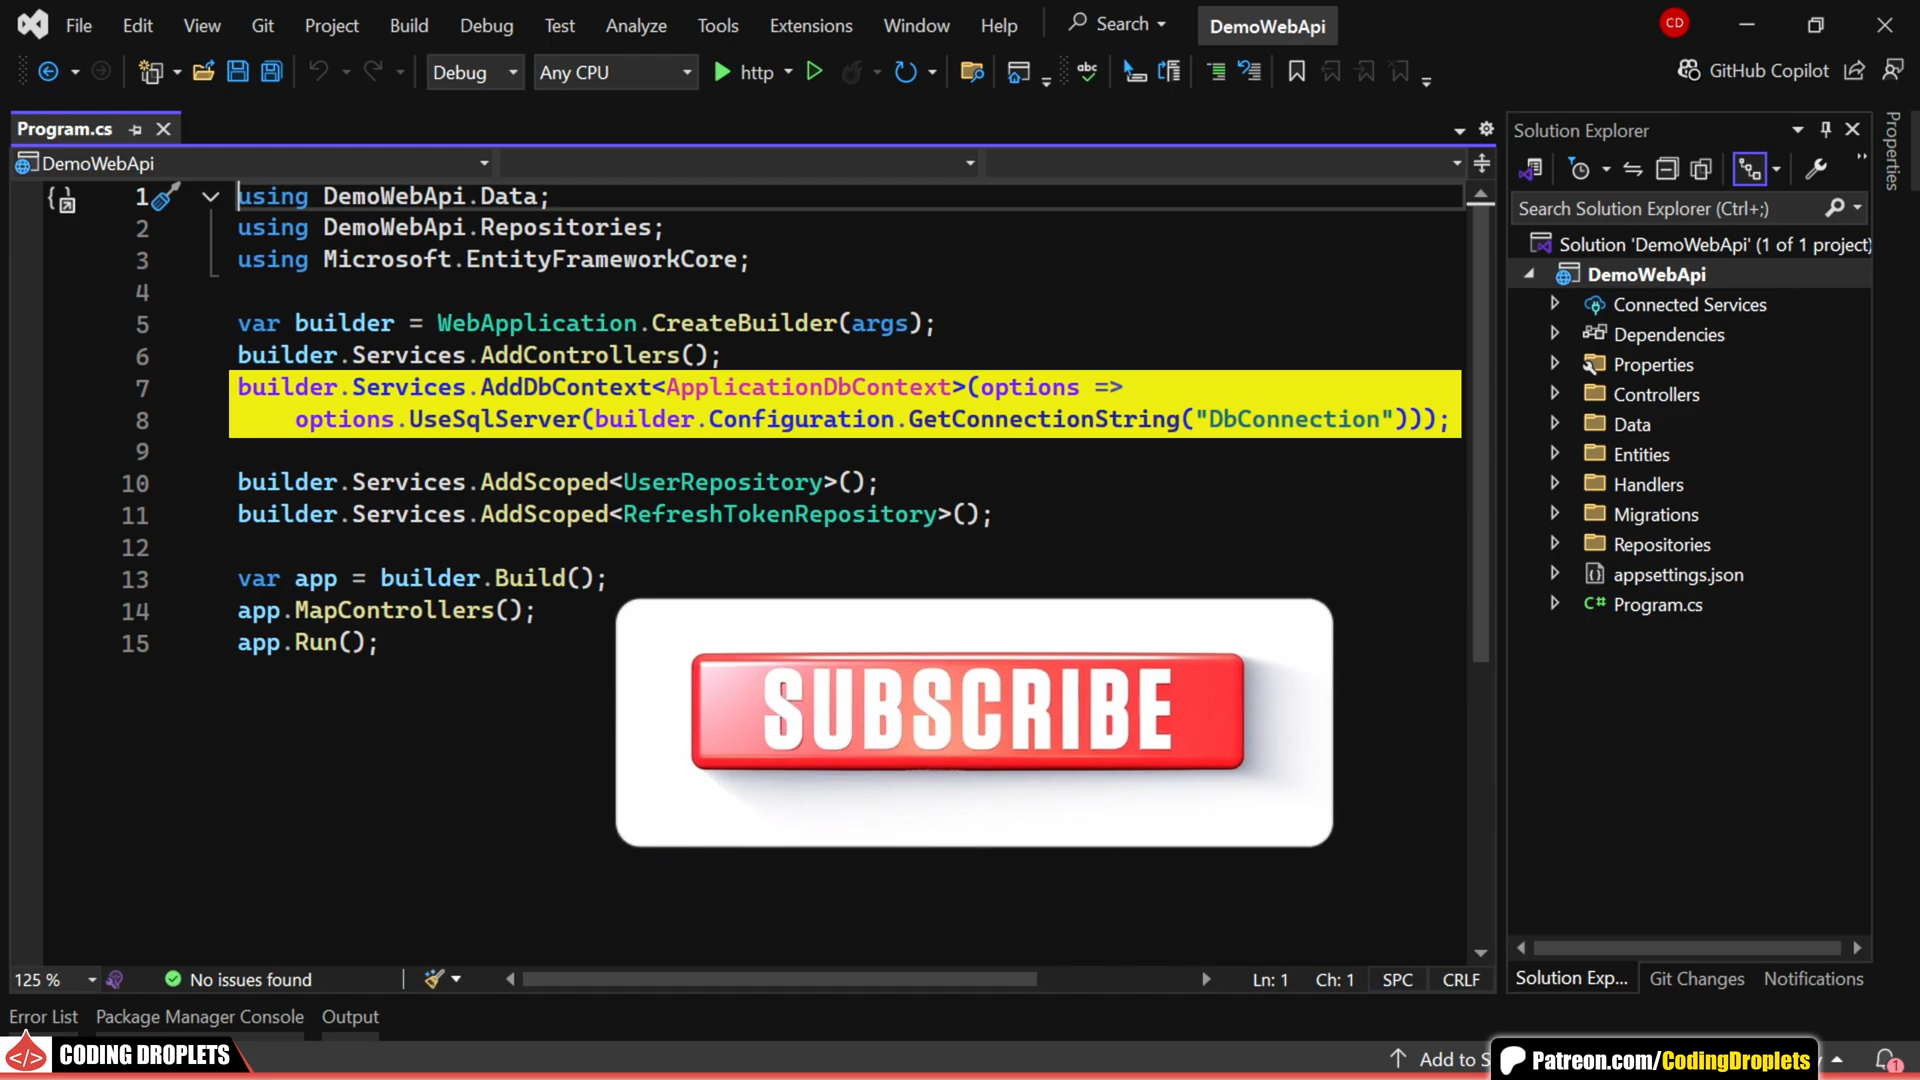 File Edit View Git Project Build Debug Test Analyze Tools Extensions Window Help Search DemoWebApi CD
Debug Any CPU http abc GitHub Copilot
Program.cs
DemoWebApi
1 using DemoWebApi.Data;
2 using DemoWebApi.Repositories;
3 using Microsoft.EntityFrameworkCore;
4
5 var builder = WebApplication.CreateBuilder(args);
6 builder.Services.AddControllers();
7 builder.Services.AddDbContext<ApplicationDbContext>(options =>
8 options.UseSqlServer(builder.Configuration.GetConnectionString("DbConnection")));
9
10 builder.Services.AddScoped<UserRepository>();
11 builder.Services.AddScoped<RefreshTokenRepository>();
12
13 var app = builder.Build();
14 app.MapControllers();
15 app.Run();
SUBSCRIBE
125 % No issues found Ln: 1 Ch: 1 SPC CRLF
Solution Explorer
Search Solution Explorer (Ctrl+;)
Solution 'DemoWebApi' (1 of 1 project)
DemoWebApi
Connected Services
Dependencies
Properties
Controllers
Data
Entities
Handlers
Migrations
Repositories
appsettings.json
C# Program.cs
Solution Exp... Git Changes Notifications
Properties
Error List Package Manager Console Output
</> CODING DROPLETS
Add to
Patreon.com/CodingDroplets
1